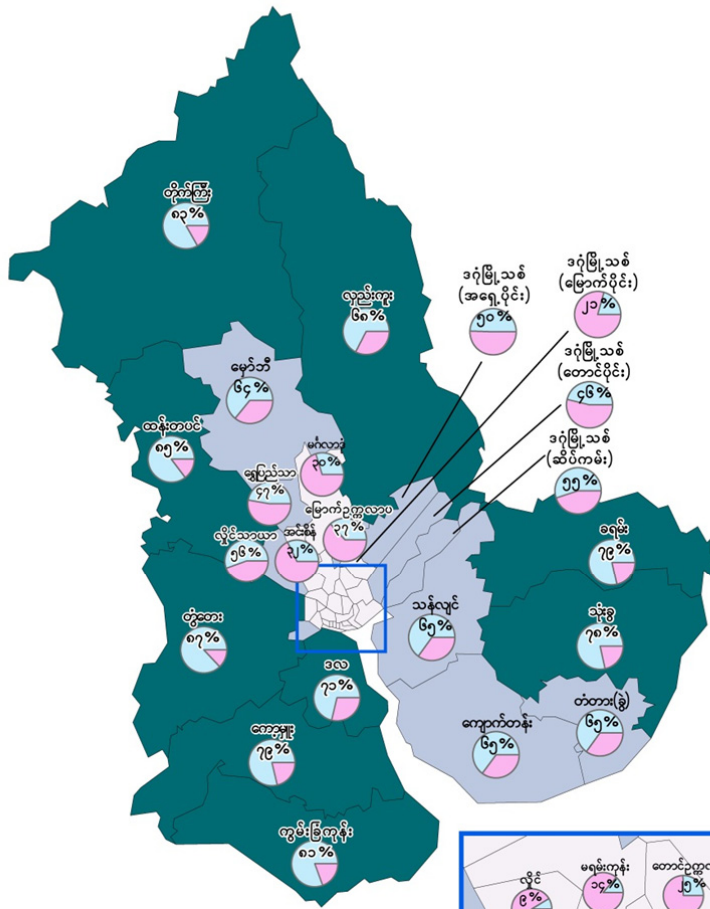 တိုက်ကြီး
၈၃%
လှည်းကူး
၆၈%
ဒဂုံမြို့သစ်
(အရှေ့ပိုင်း)
၅၀%
ဒဂုံမြို့သစ်
(မြောက်ပိုင်း)
၂၁%
ဒဂုံမြို့သစ်
(တောင်ပိုင်း)
၄၆%
ဒဂုံမြို့သစ်
(ဆိပ်ကမ်း)
၅၅%
မှော်ဘီ
၆၄%
ထန်းတပင်
၈၅%
မင်္ဂလာဒုံ
၃၀%
ရွှေပြည်သာ
၄၇%
မြောက်ဥက္ကလာပ
၃၇%
လှိုင်သာယာ
၅၆%
အင်းစိန်
၃၂%
ခရမ်း
၇၉%
သန်လျင်
၆၅%
သုံးခွ
၇၈%
တွံတေး
၈၇%
ဒလ
၇၁%
တံတား(ခွဲ)
၆၅%
ကျောက်တန်း
၆၅%
ကော့မှူး
၇၉%
ကွမ်းခြံကုန်း
၈၁%
လှိုင်
၉%
မရမ်းကုန်း
၁၄%
၂၅%